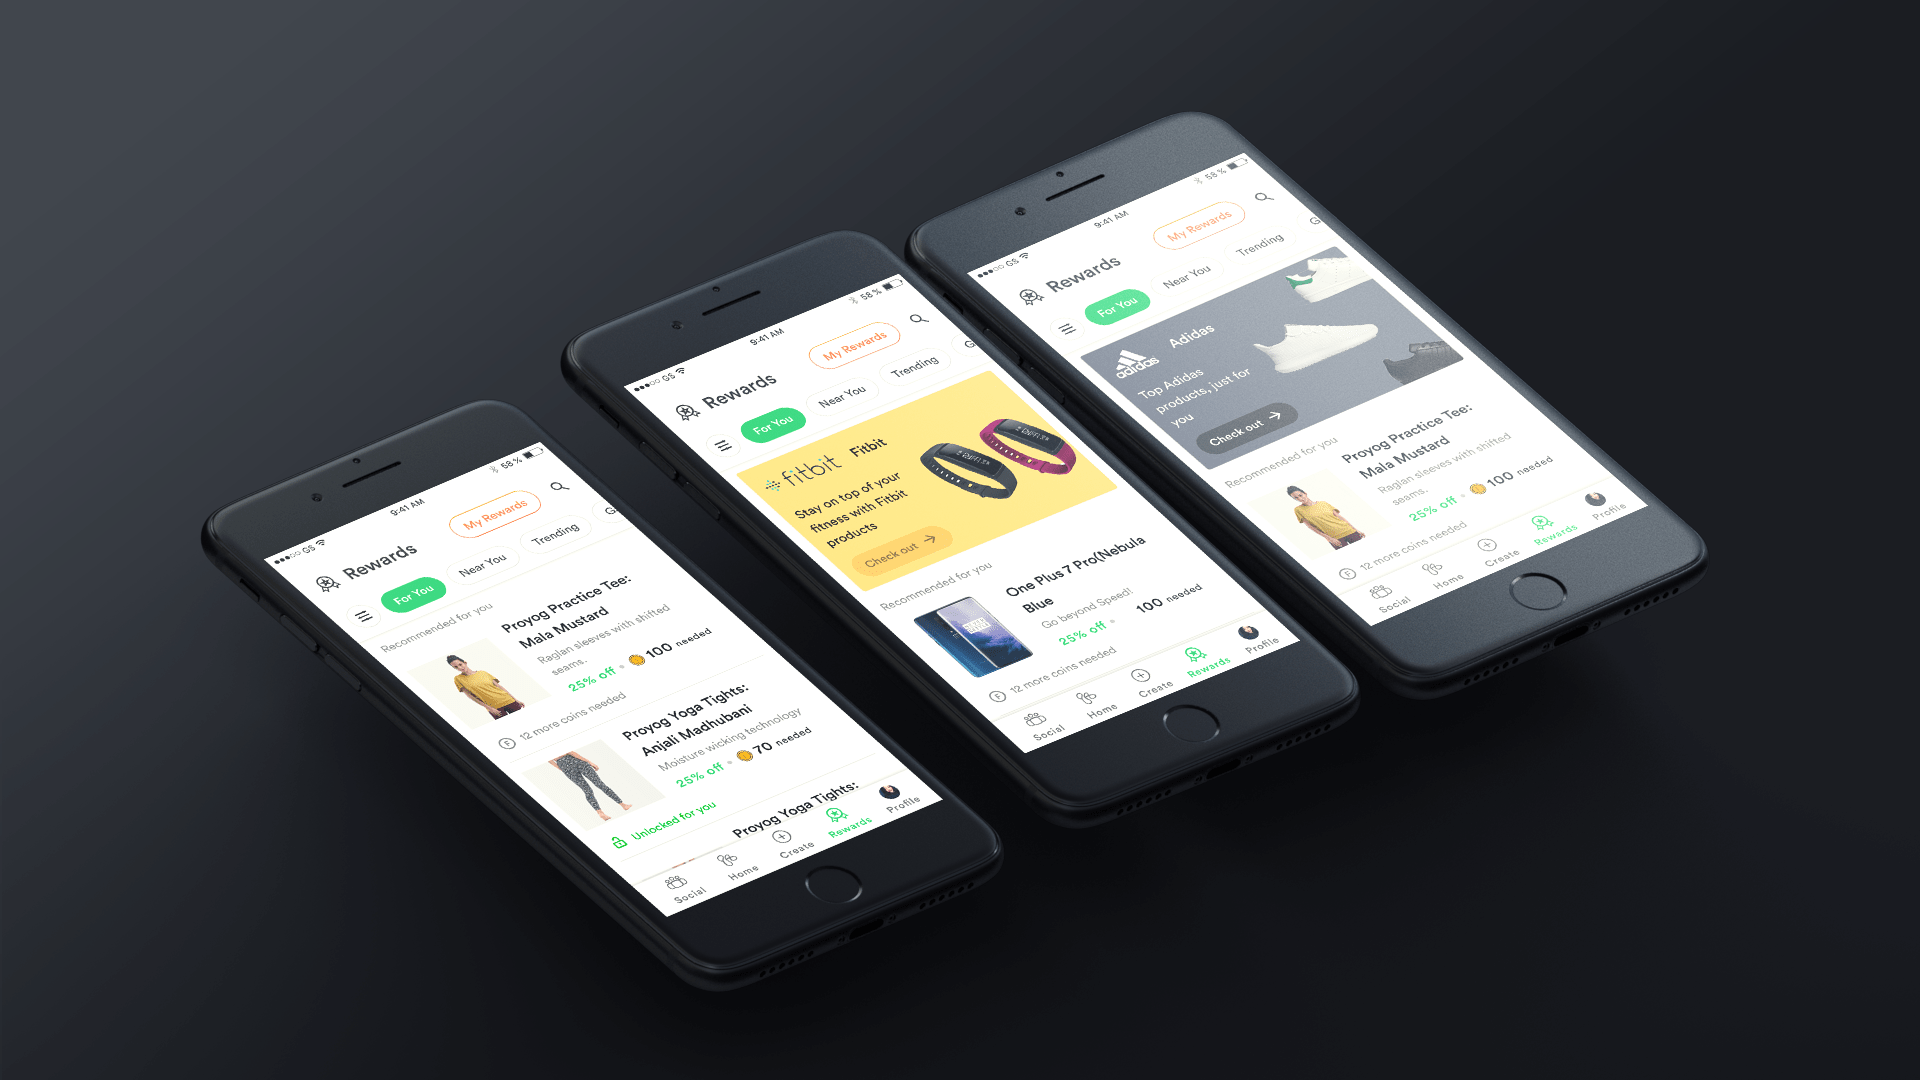 GS
9:41 AM
58 %
Rewards
My Rewards
For You
Near You
Trending
G
Recommended for you
Proyog Practice Tee:
Mala Mustard
Raglan sleeves with shifted
seams.
25% off • 100 needed
12 more coins needed
Proyog Yoga Tights:
Anjali Madhubani
Moisture wicking technology
25% off • 70 needed
Unlocked for you
Proyog Yoga Tights:
Social
Home
Create
Rewards
Profile
GS
9:41 AM
58 %
Rewards
My Rewards
For You
Near You
Trending
G
fitbit
Fitbit
Stay on top of your
fitness with Fitbit
products
Check out →
Recommended for you
One Plus 7 Pro(Nebula
Blue
Go beyond Speed!
25% off • 100 needed
12 more coins needed
Social
Home
Create
Rewards
Profile
GS
9:41 AM
58 %
Rewards
My Rewards
For You
Near You
Trending
G
adidas
Adidas
Top Adidas
products, just for
you
Check out →
Recommended for you
Proyog Practice Tee:
Mala Mustard
Raglan sleeves with shifted
seams.
25% off • 100 needed
12 more coins needed
Social
Home
Create
Rewards
Profile